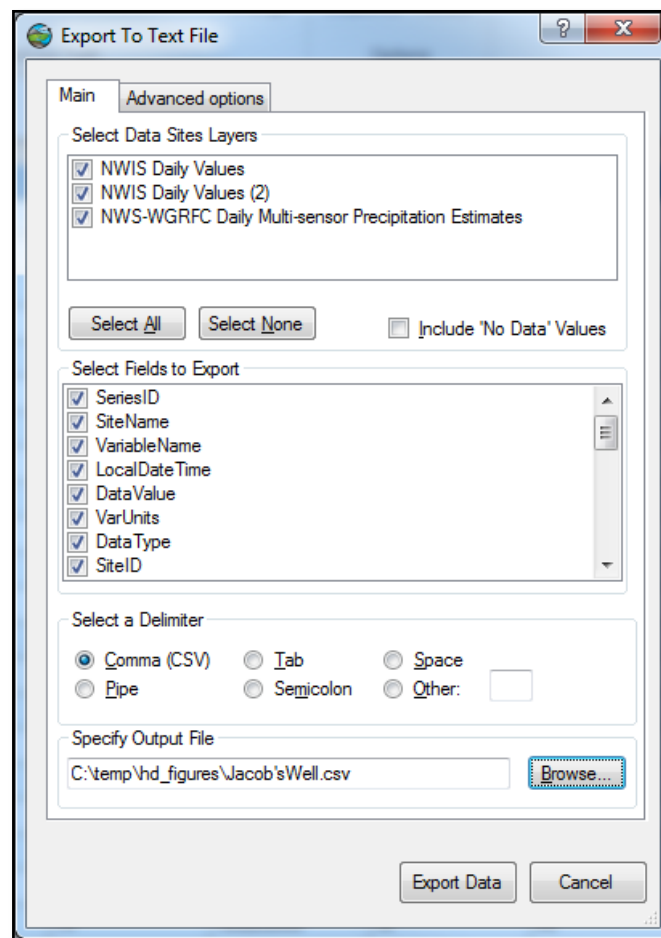 Export To Text File
?
X
Main
Advanced options
Select Data Sites Layers
NWIS Daily Values
NWIS Daily Values (2)
NWS-WGRFC Daily Multi-sensor Precipitation Estimates
Select All
Select None
Include 'No Data' Values
Select Fields to Export
SeriesID
SiteName
VariableName
LocalDateTime
DataValue
VarUnits
DataType
SiteID
Select a Delimiter
Comma (CSV)
Tab
Space
Pipe
Semicolon
Other:
Specify Output File
C:\temp\hd_figures\Jacob'sWell.csv
Browse...
Export Data
Cancel